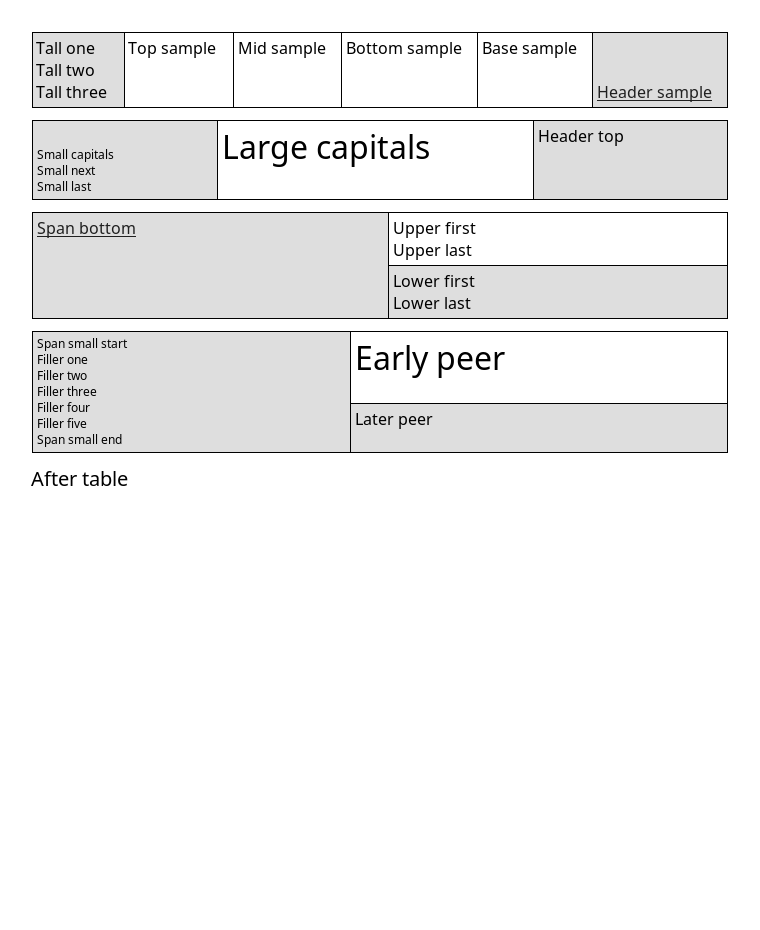 Tall one
Tall two
Tall three
Top sample
Mid sample
Bottom sample
Base sample
Header sample
Small capitals
Small next
Small last
Large capitals
Header top
Span bottom
Upper first
Upper last
Lower first
Lower last
Span small start
Filler one
Filler two
Filler three
Filler four
Filler five
Span small end
Early peer
Later peer
After table